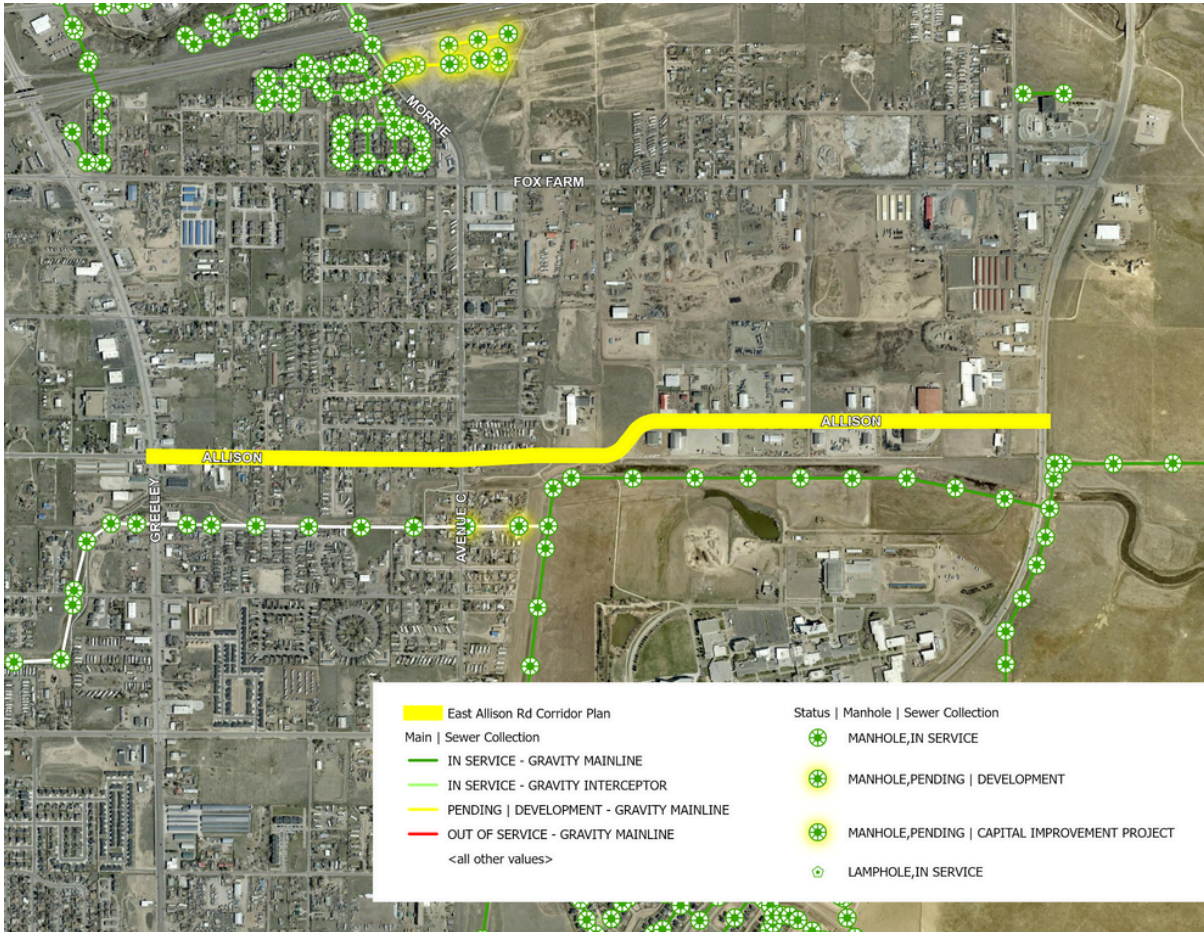 MORRIE
FOX FARM
ALLISON
ALLISON
GREELEY
AVENUE C
East Allison Rd Corridor Plan
Main | Sewer Collection
IN SERVICE - GRAVITY MAINLINE
IN SERVICE - GRAVITY INTERCEPTOR
PENDING | DEVELOPMENT - GRAVITY MAINLINE
OUT OF SERVICE - GRAVITY MAINLINE
<all other values>
Status | Manhole | Sewer Collection
MANHOLE,IN SERVICE
MANHOLE,PENDING | DEVELOPMENT
MANHOLE,PENDING | CAPITAL IMPROVEMENT PROJECT
LAMPHOLE,IN SERVICE